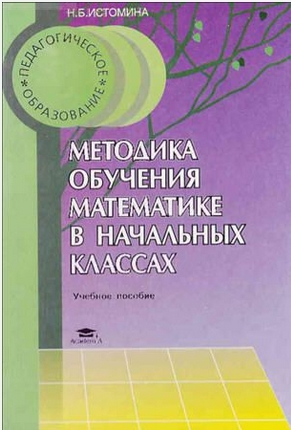 Н.Б.ИСТОМИНА
*ПЕДАГОГИЧЕСКОЕ*
ОБРАЗОВАНИЕ
МЕТОДИКА
ОБУЧЕНИЯ
МАТЕМАТИКЕ
В НАЧАЛЬНЫХ
КЛАССАХ
Учебное пособие
ACADEMIA